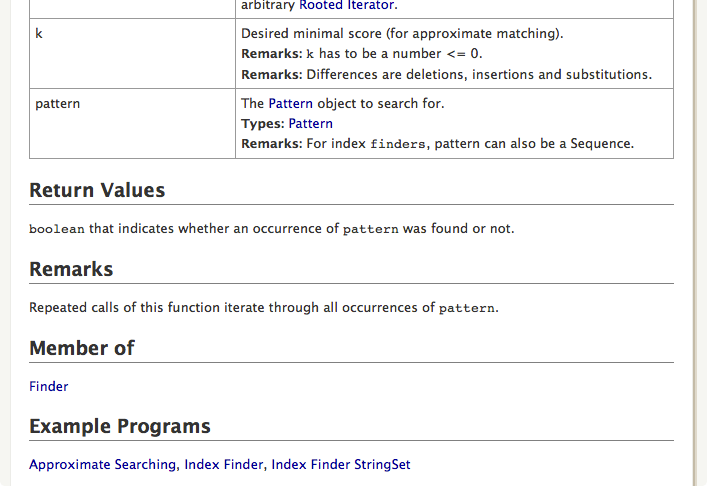 arbitrary Rooted Iterator.
k
Desired minimal score (for approximate matching).
Remarks: k has to be a number <= 0.
Remarks: Differences are deletions, insertions and substitutions.
pattern
The Pattern object to search for.
Types: Pattern
Remarks: For index finders, pattern can also be a Sequence.
Return Values
boolean that indicates whether an occurrence of pattern was found or not.
Remarks
Repeated calls of this function iterate through all occurrences of pattern.
Member of
Finder
Example Programs
Approximate Searching, Index Finder, Index Finder StringSet